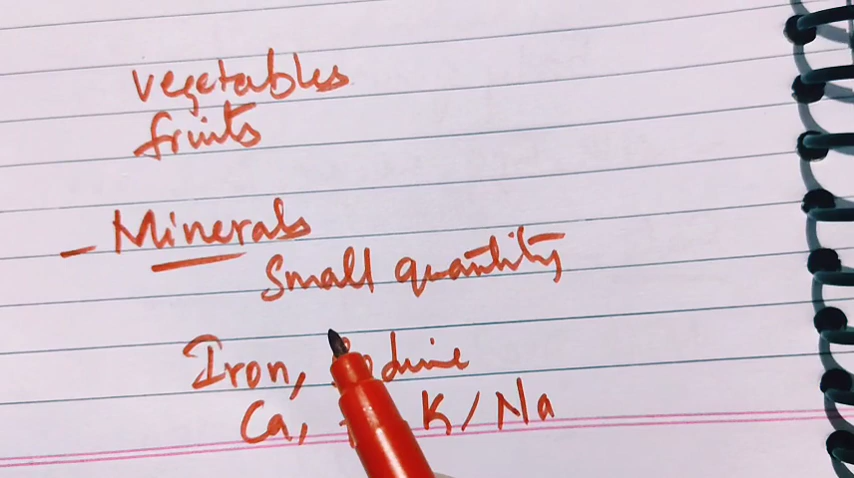 vegetables
fruits
- Minerals
small quantity
Iron,
Ca, K/Na